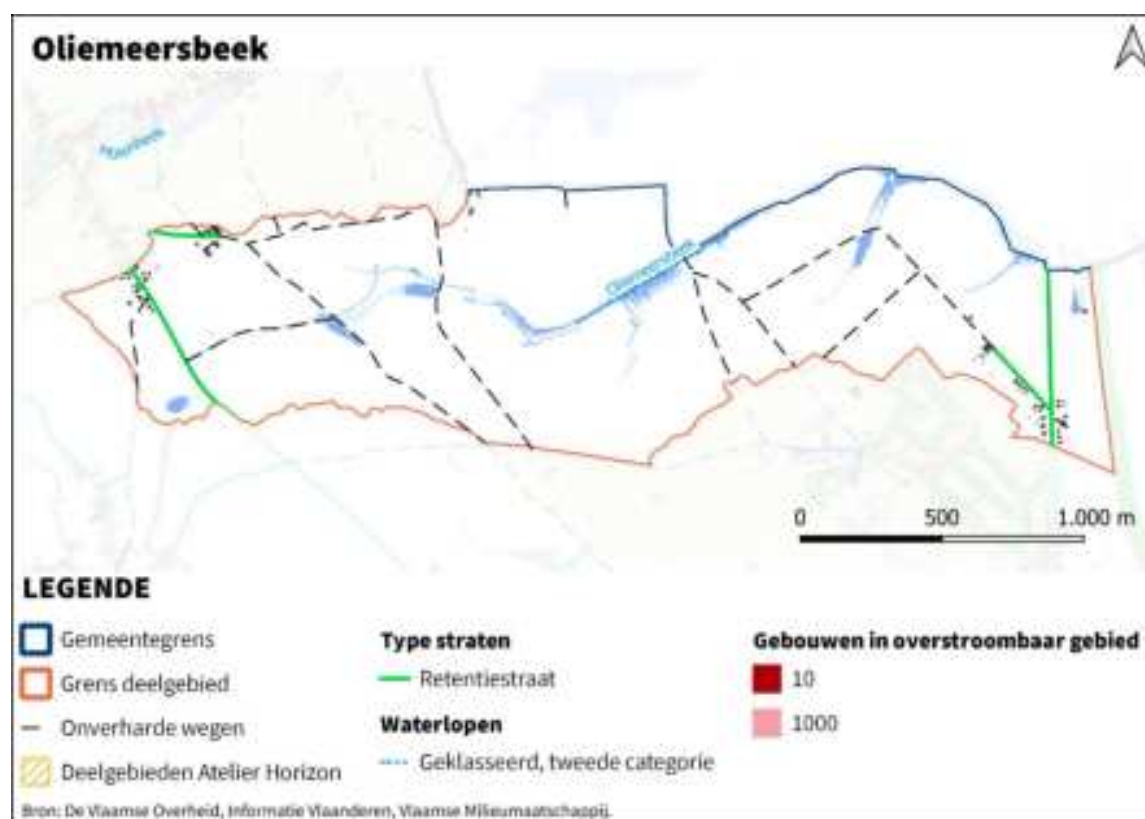 Oliemeersbeek
Oliemeersbeek
0 500 1.000 m
LEGENDE
Gemeentegrens
Grens deelgebied
Onverharde wegen
Deelgebieden Atelier Horizon
Type straten
Retentiestraat
Waterlopen
Geklasseerd, tweede categorie
Gebouwen in overstroombaar gebied
10
1000
Bron: De Vlaamse Overheid, Informatie Vlaanderen, Vlaamse Milieumaatschappij.